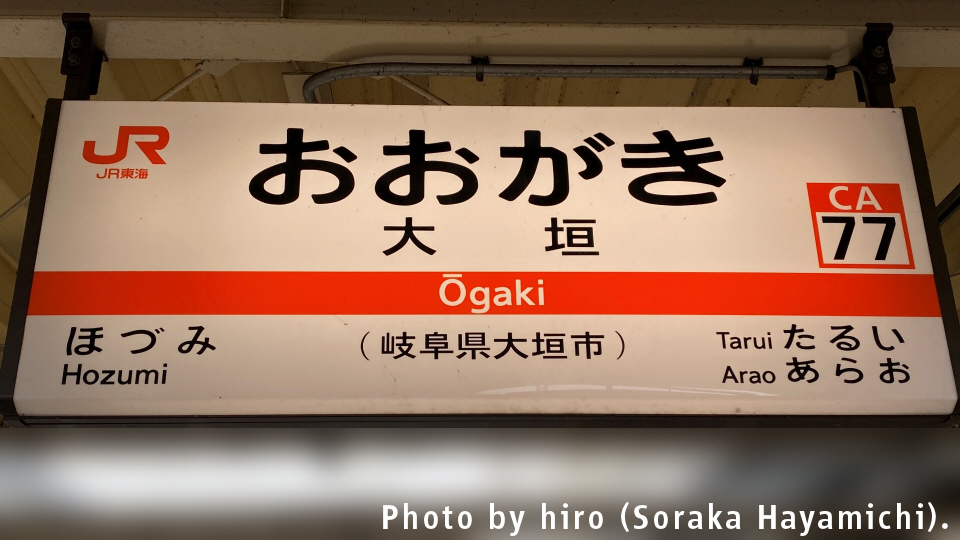 JR
JR東海
おおがき
大垣
CA
77
Ōgaki
ほづみ
Hozumi
(岐阜県大垣市)
Tarui たるい
Arao あらお
Photo by hiro (Soraka Hayamichi).